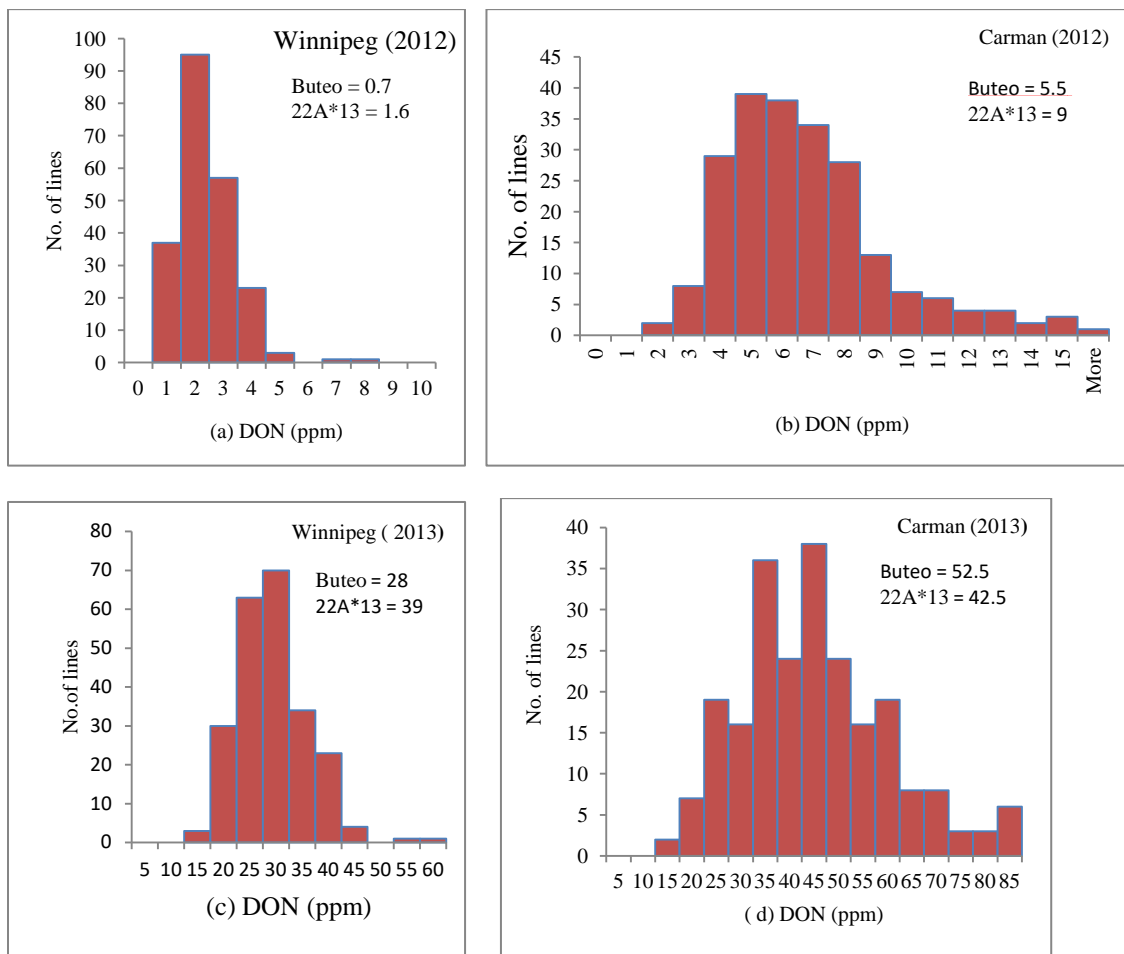 Winnipeg (2012)
Buteo = 0.7
22A*13 = 1.6
100
90
80
70
60
50
40
30
20
10
0
No. of lines
0 1 2 3 4 5 6 7 8 9 10
(a) DON (ppm)
Carman (2012)
Buteo = 5.5
22A*13 = 9
45
40
35
30
25
20
15
10
5
0
No. of lines
0 1 2 3 4 5 6 7 8 9 10 11 12 13 14 15 More
(b) DON (ppm)
Winnipeg ( 2013)
Buteo = 28
22A*13 = 39
80
70
60
50
40
30
20
10
0
No.of lines
5 10 15 20 25 30 35 40 45 50 55 60
(c) DON (ppm)
Carman (2013)
Buteo = 52.5
22A*13 = 42.5
40
35
30
25
20
15
10
5
0
No. of lines
5 10 15 20 25 30 35 40 45 50 55 60 65 70 75 80 85
( d) DON (ppm)